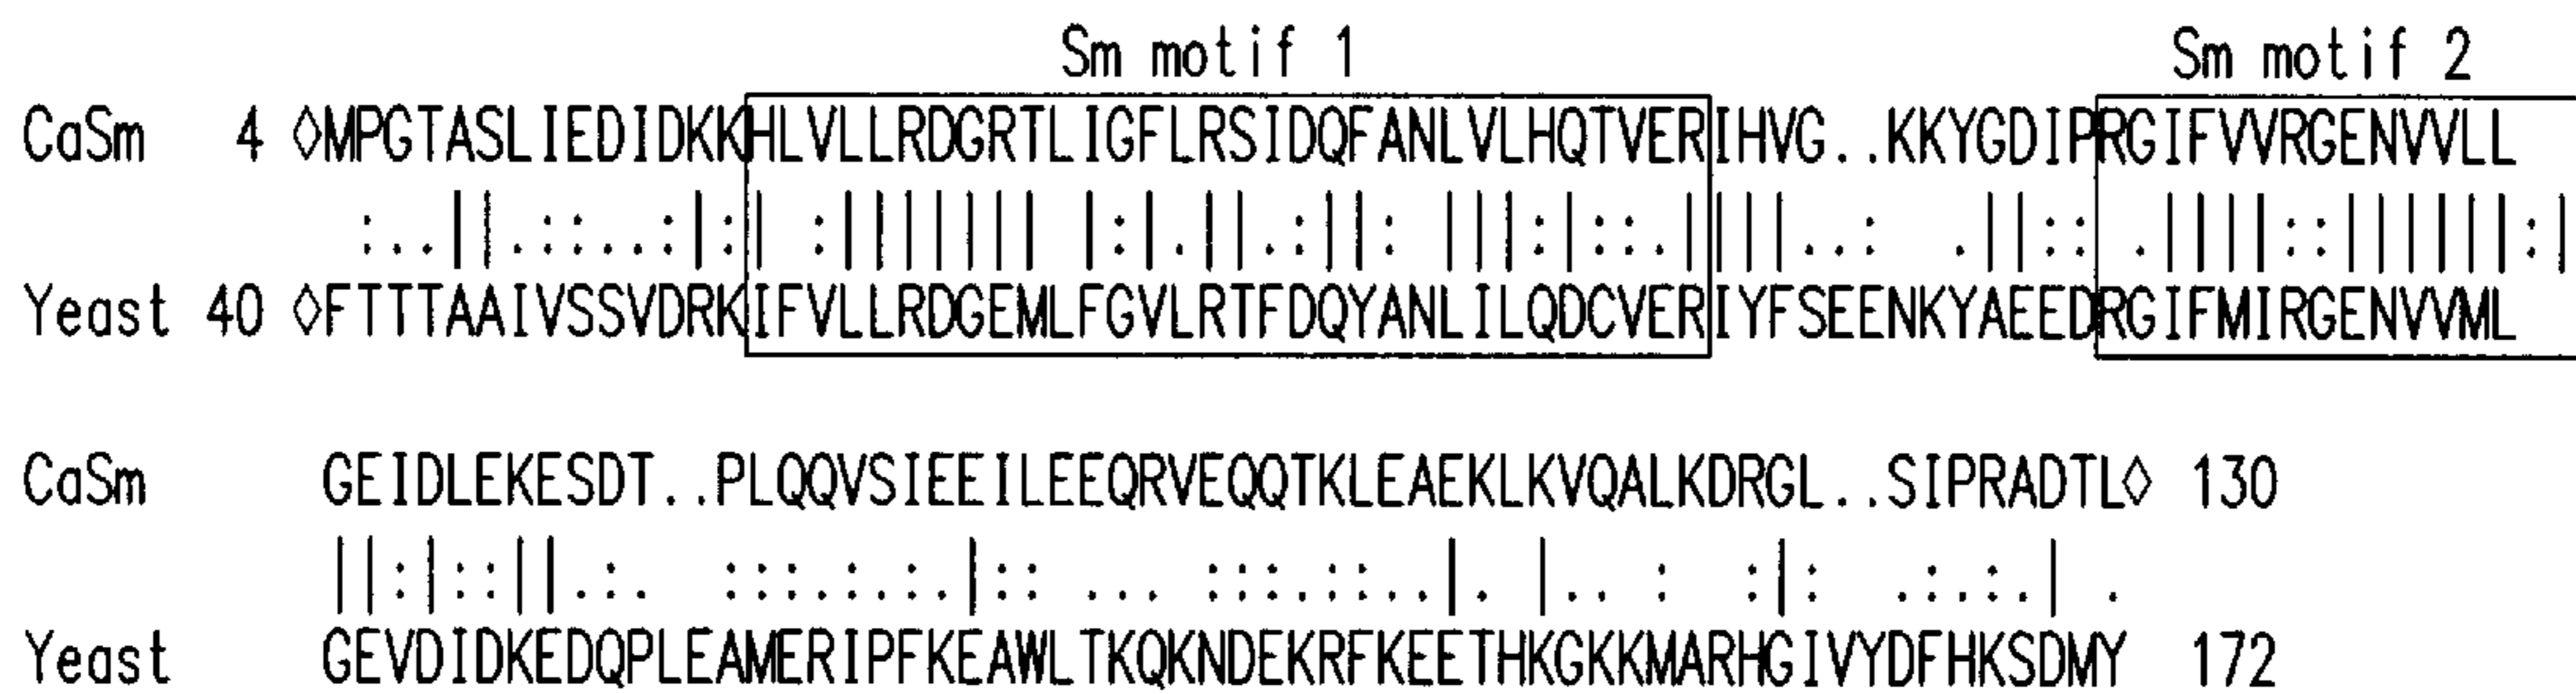 Sm motif 1 Sm motif 2
CaSm 4 ◊MPGTASLIEDIDKKHLVLLRDGRTLIGFLRSIDQFANLVLHQTVERIHVG..KKYGDIPRGIFVVRGENVVLL
:..||.::..:|:| :||||||| |:|.||.:||: |||:|::.||||..: .||:: .||||::||||||:|
Yeast 40 ◊FTTTAAIVSSVDRKIFVLLRDGEMLFGVLRTFDQYANLILQDCVERIYFSEENKYAEEDRGIFMIRGENVVML
CaSm GEIDLEKESDT..PLQQVSIEEILEEQRVEQQTKLEAEKLKVQALKDRGL..SIPRADTL◊ 130
||:|::||.:. :::.:.:.|:: ... :::.::..|. |.. : :|: .:.:.| .
Yeast GEVDIDKEDQPLEAMERIPFKEAWLTKQKNDEKRFKEETHKGKKMARHGIVYDFHKSDMY 172